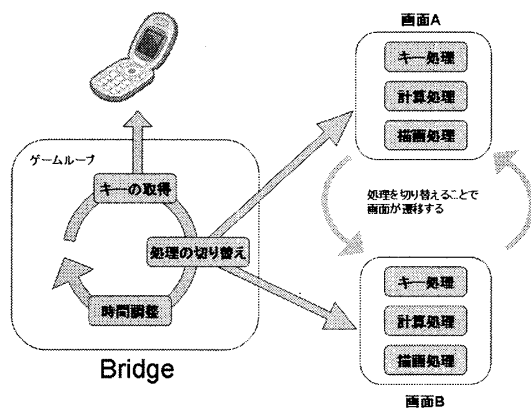 画面A
キー処理
計算処理
描画処理
ゲームループ
キーの取得
処理の切り替え
時間調整
Bridge
処理を切り替えることで
画面が遷移する
キー処理
計算処理
描画処理
画面B